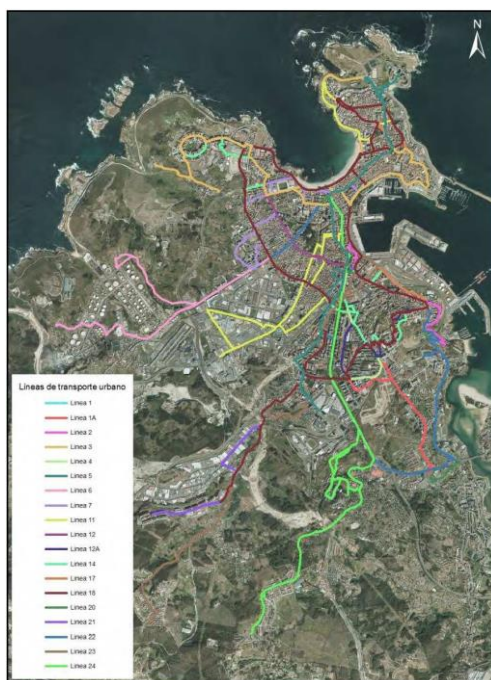 N
Líneas de transporte urbano
Línea 1
Línea 1A
Línea 2
Línea 3
Línea 4
Línea 5
Línea 6
Línea 7
Línea 11
Línea 12
Línea 12A
Línea 14
Línea 17
Línea 18
Línea 20
Línea 21
Línea 22
Línea 23
Línea 24